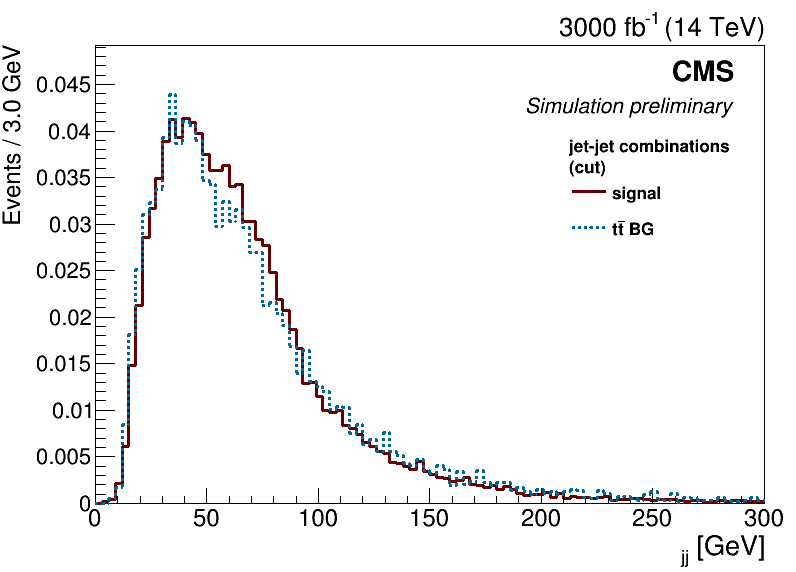 3000 fb⁻¹ (14 TeV)
Events / 3.0 GeV
CMS
Simulation preliminary
jet-jet combinations
(cut)
signal
tt̄ BG
0.045
0.04
0.035
0.03
0.025
0.02
0.015
0.01
0.005
0
0 50 100 150 200 250 300
jj [GeV]